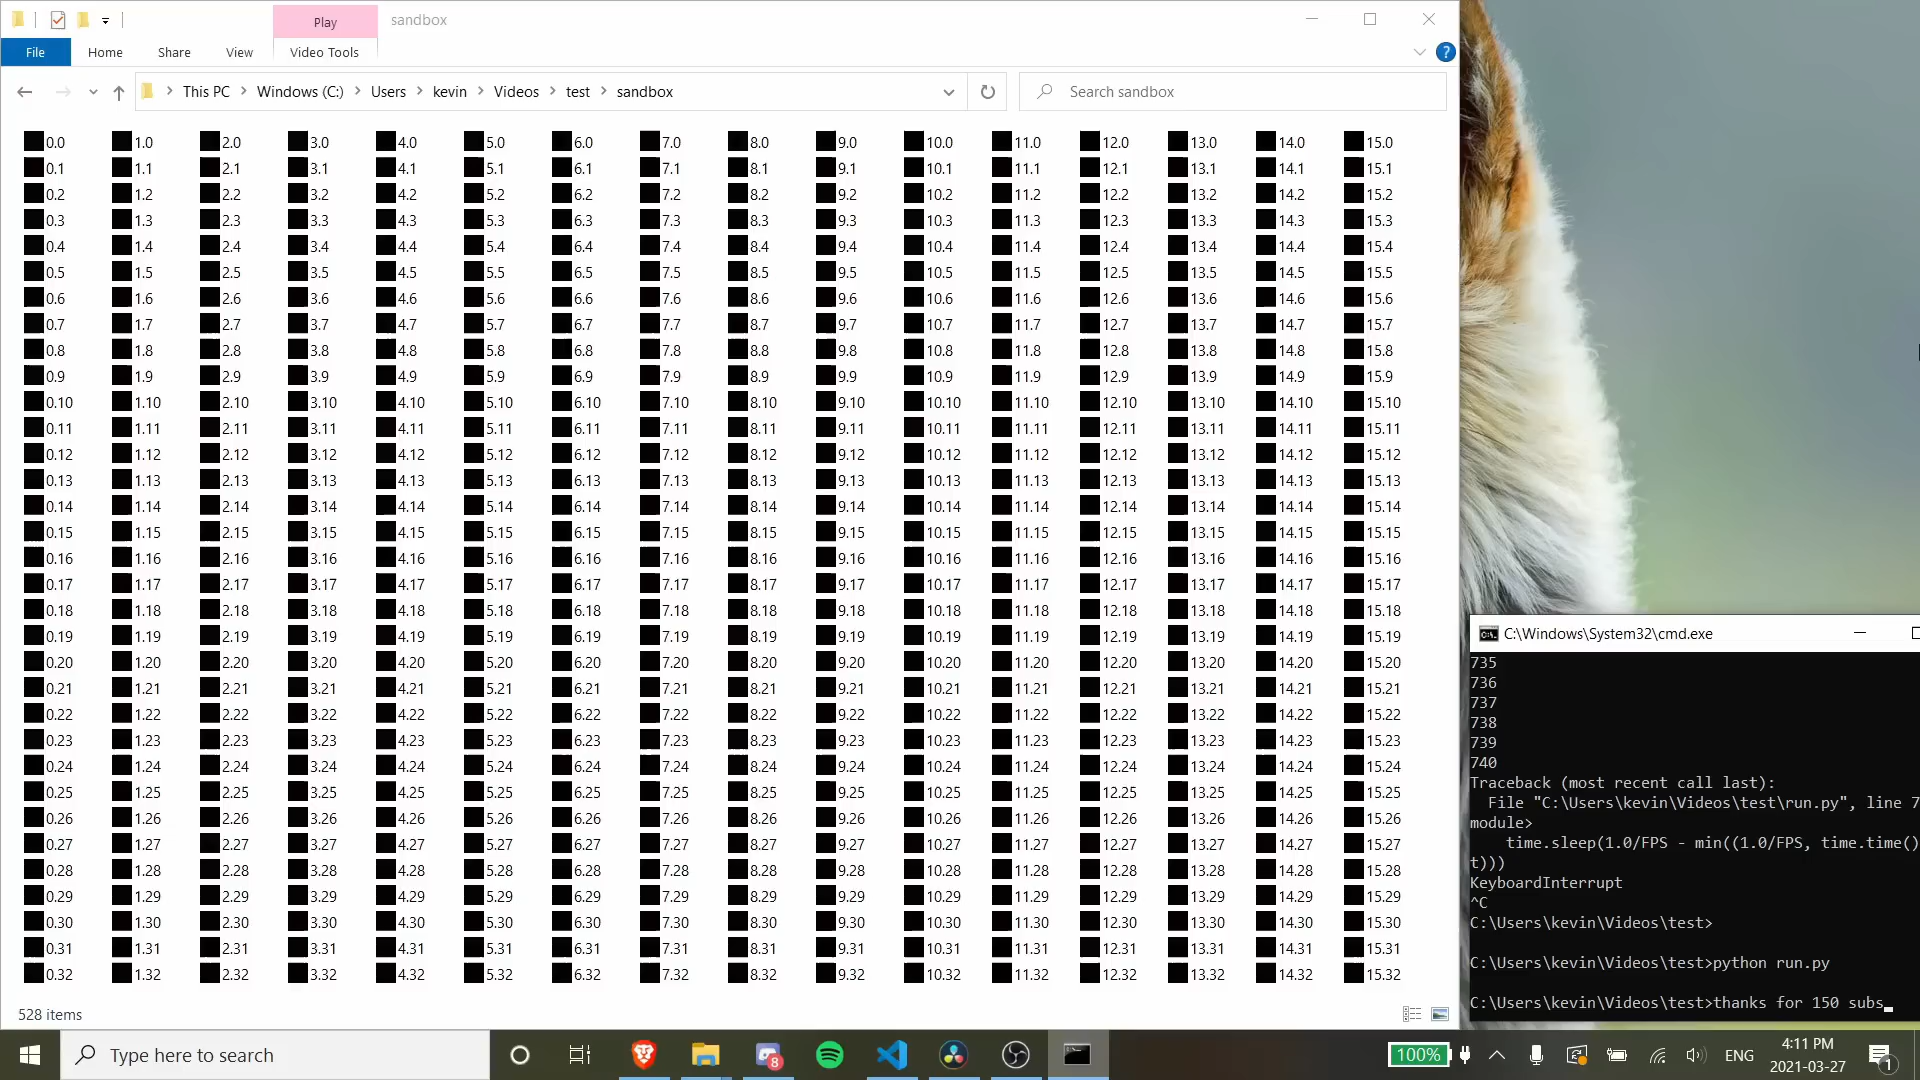 Play
sandbox
File
Home
Share
View
Video Tools
?
This PC > Windows (C:) > Users > kevin > Videos > test > sandbox
Search sandbox
0.0 1.0 2.0 3.0 4.0 5.0 6.0 7.0 8.0 9.0 10.0 11.0 12.0 13.0 14.0 15.0
0.1 1.1 2.1 3.1 4.1 5.1 6.1 7.1 8.1 9.1 10.1 11.1 12.1 13.1 14.1 15.1
0.2 1.2 2.2 3.2 4.2 5.2 6.2 7.2 8.2 9.2 10.2 11.2 12.2 13.2 14.2 15.2
0.3 1.3 2.3 3.3 4.3 5.3 6.3 7.3 8.3 9.3 10.3 11.3 12.3 13.3 14.3 15.3
0.4 1.4 2.4 3.4 4.4 5.4 6.4 7.4 8.4 9.4 10.4 11.4 12.4 13.4 14.4 15.4
0.5 1.5 2.5 3.5 4.5 5.5 6.5 7.5 8.5 9.5 10.5 11.5 12.5 13.5 14.5 15.5
0.6 1.6 2.6 3.6 4.6 5.6 6.6 7.6 8.6 9.6 10.6 11.6 12.6 13.6 14.6 15.6
0.7 1.7 2.7 3.7 4.7 5.7 6.7 7.7 8.7 9.7 10.7 11.7 12.7 13.7 14.7 15.7
0.8 1.8 2.8 3.8 4.8 5.8 6.8 7.8 8.8 9.8 10.8 11.8 12.8 13.8 14.8 15.8
0.9 1.9 2.9 3.9 4.9 5.9 6.9 7.9 8.9 9.9 10.9 11.9 12.9 13.9 14.9 15.9
0.10 1.10 2.10 3.10 4.10 5.10 6.10 7.10 8.10 9.10 10.10 11.10 12.10 13.10 14.10 15.10
0.11 1.11 2.11 3.11 4.11 5.11 6.11 7.11 8.11 9.11 10.11 11.11 12.11 13.11 14.11 15.11
0.12 1.12 2.12 3.12 4.12 5.12 6.12 7.12 8.12 9.12 10.12 11.12 12.12 13.12 14.12 15.12
0.13 1.13 2.13 3.13 4.13 5.13 6.13 7.13 8.13 9.13 10.13 11.13 12.13 13.13 14.13 15.13
0.14 1.14 2.14 3.14 4.14 5.14 6.14 7.14 8.14 9.14 10.14 11.14 12.14 13.14 14.14 15.14
0.15 1.15 2.15 3.15 4.15 5.15 6.15 7.15 8.15 9.15 10.15 11.15 12.15 13.15 14.15 15.15
0.16 1.16 2.16 3.16 4.16 5.16 6.16 7.16 8.16 9.16 10.16 11.16 12.16 13.16 14.16 15.16
0.17 1.17 2.17 3.17 4.17 5.17 6.17 7.17 8.17 9.17 10.17 11.17 12.17 13.17 14.17 15.17
0.18 1.18 2.18 3.18 4.18 5.18 6.18 7.18 8.18 9.18 10.18 11.18 12.18 13.18 14.18 15.18
0.19 1.19 2.19 3.19 4.19 5.19 6.19 7.19 8.19 9.19 10.19 11.19 12.19 13.19 14.19 15.19
0.20 1.20 2.20 3.20 4.20 5.20 6.20 7.20 8.20 9.20 10.20 11.20 12.20 13.20 14.20 15.20
0.21 1.21 2.21 3.21 4.21 5.21 6.21 7.21 8.21 9.21 10.21 11.21 12.21 13.21 14.21 15.21
0.22 1.22 2.22 3.22 4.22 5.22 6.22 7.22 8.22 9.22 10.22 11.22 12.22 13.22 14.22 15.22
0.23 1.23 2.23 3.23 4.23 5.23 6.23 7.23 8.23 9.23 10.23 11.23 12.23 13.23 14.23 15.23
0.24 1.24 2.24 3.24 4.24 5.24 6.24 7.24 8.24 9.24 10.24 11.24 12.24 13.24 14.24 15.24
0.25 1.25 2.25 3.25 4.25 5.25 6.25 7.25 8.25 9.25 10.25 11.25 12.25 13.25 14.25 15.25
0.26 1.26 2.26 3.26 4.26 5.26 6.26 7.26 8.26 9.26 10.26 11.26 12.26 13.26 14.26 15.26
0.27 1.27 2.27 3.27 4.27 5.27 6.27 7.27 8.27 9.27 10.27 11.27 12.27 13.27 14.27 15.27
0.28 1.28 2.28 3.28 4.28 5.28 6.28 7.28 8.28 9.28 10.28 11.28 12.28 13.28 14.28 15.28
0.29 1.29 2.29 3.29 4.29 5.29 6.29 7.29 8.29 9.29 10.29 11.29 12.29 13.29 14.29 15.29
0.30 1.30 2.30 3.30 4.30 5.30 6.30 7.30 8.30 9.30 10.30 11.30 12.30 13.30 14.30 15.30
0.31 1.31 2.31 3.31 4.31 5.31 6.31 7.31 8.31 9.31 10.31 11.31 12.31 13.31 14.31 15.31
0.32 1.32 2.32 3.32 4.32 5.32 6.32 7.32 8.32 9.32 10.32 11.32 12.32 13.32 14.32 15.32
528 items
C:\Windows\System32\cmd.exe
735
736
737
738
739
740
Traceback (most recent call last):
File "C:\Users\kevin\Videos\test\run.py", line 7
module>
time.sleep(1.0/FPS - min((1.0/FPS, time.time()
t)))
KeyboardInterrupt
^C
C:\Users\kevin\Videos\test>
C:\Users\kevin\Videos\test>python run.py
C:\Users\kevin\Videos\test>thanks for 150 subs_
Type here to search
8
100%
ENG
4:11 PM
2021-03-27
1